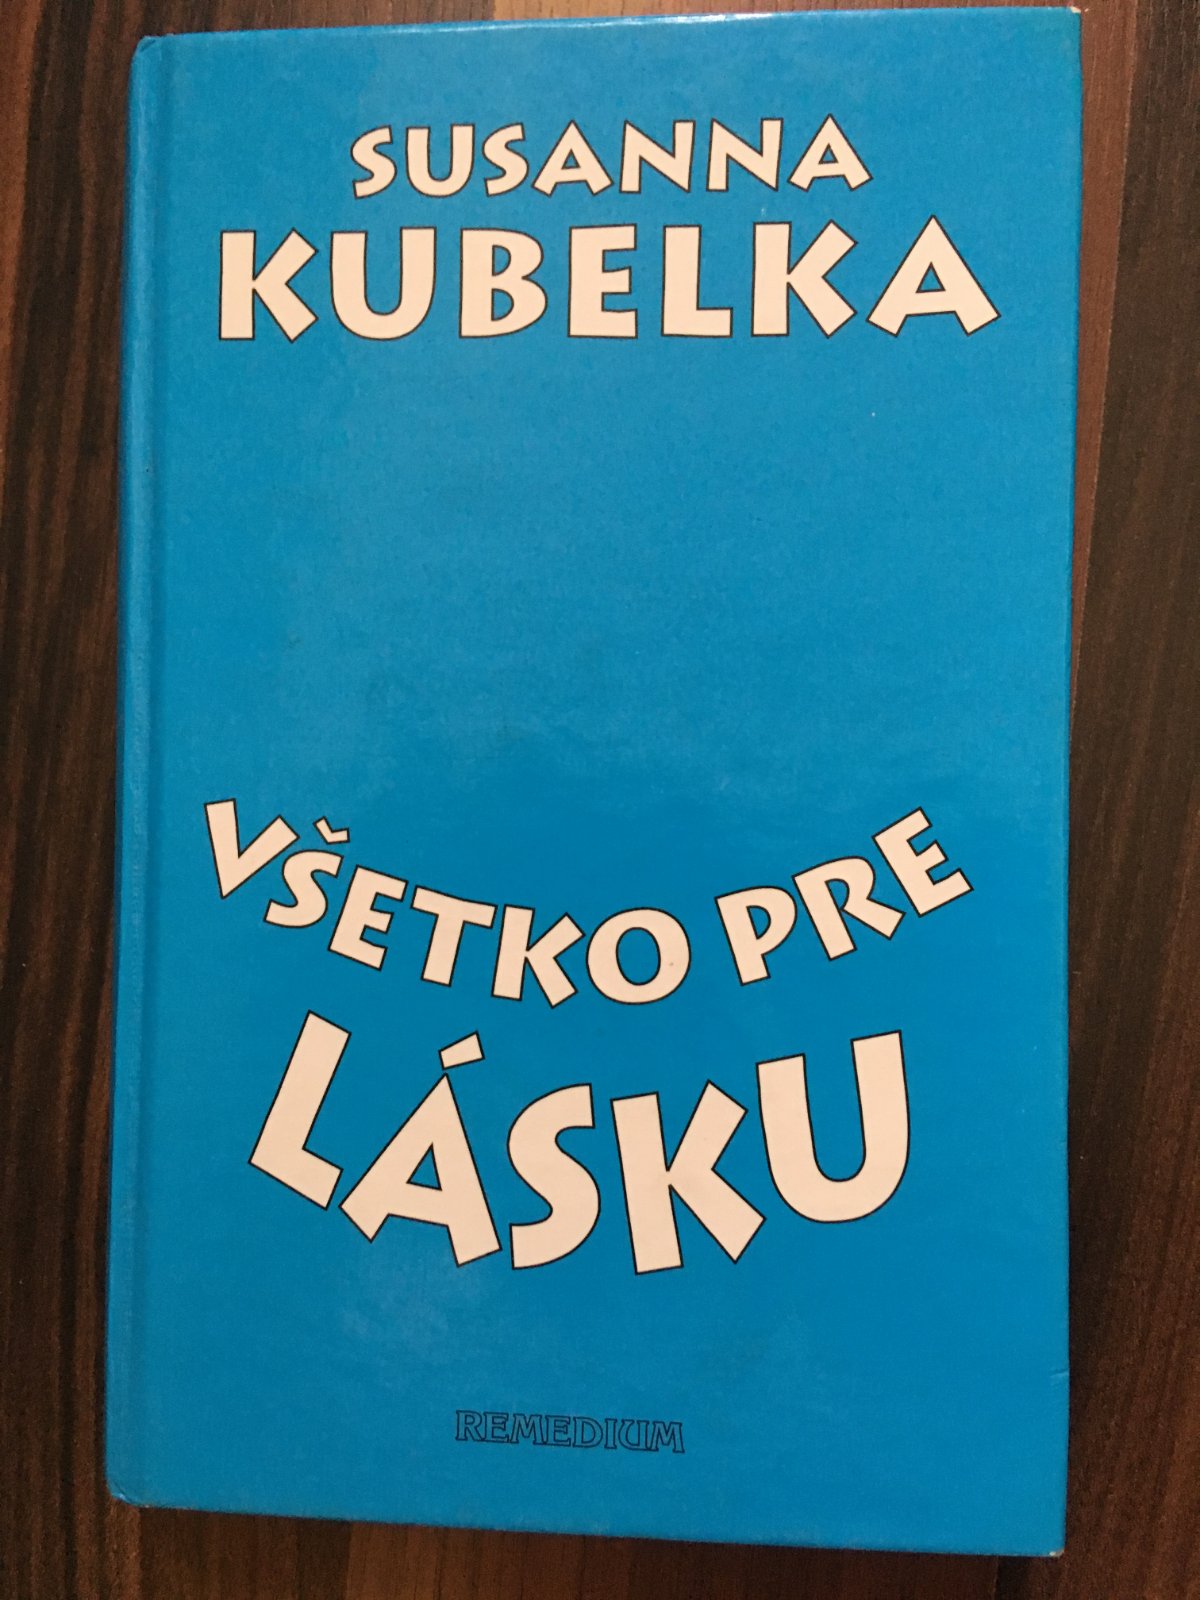 SUSANNA
KUBELKA
VŠETKO PRE
LÁSKU
REMEDIUM